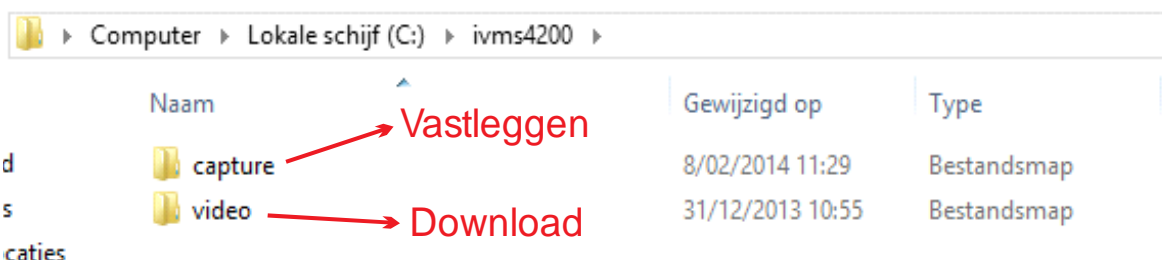 Computer Lokale schijf (C:) ivms4200
Naam Gewijzigd op Type
Vastleggen
capture 8/02/2014 11:29 Bestandsmap
video 31/12/2013 10:55 Bestandsmap
Download